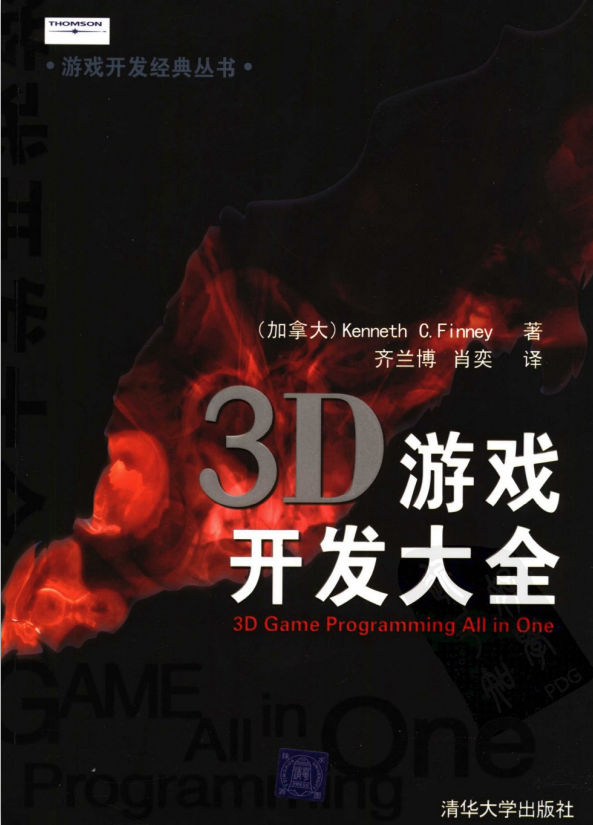 THOMSON
•游戏开发经典丛书•
(加拿大)Kenneth C.Finney 著
齐兰博 肖奕 译
3D 游戏
开发大全
3D Game Programming All in One
PDG
GAME
All in One
Programming
清华大学出版社